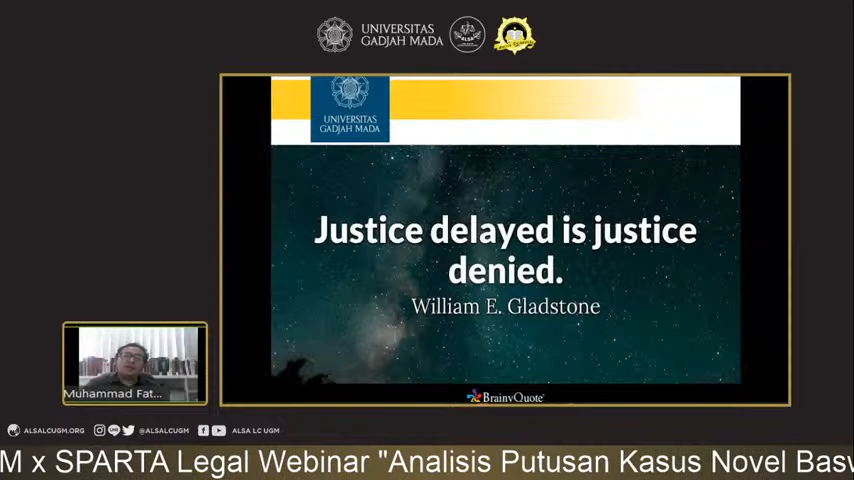 UNIVERSITAS
GADJAH MADA
ALSA
UNIVERSITAS
GADJAH MADA
Justice delayed is justice
denied.
William E. Gladstone
BrainyQuote
Muhammad Fat...
ALSALCUGM.ORG
@ALSALCUGM
ALSA LC UGM
M x SPARTA Legal Webinar "Analisis Putusan Kasus Novel Basw